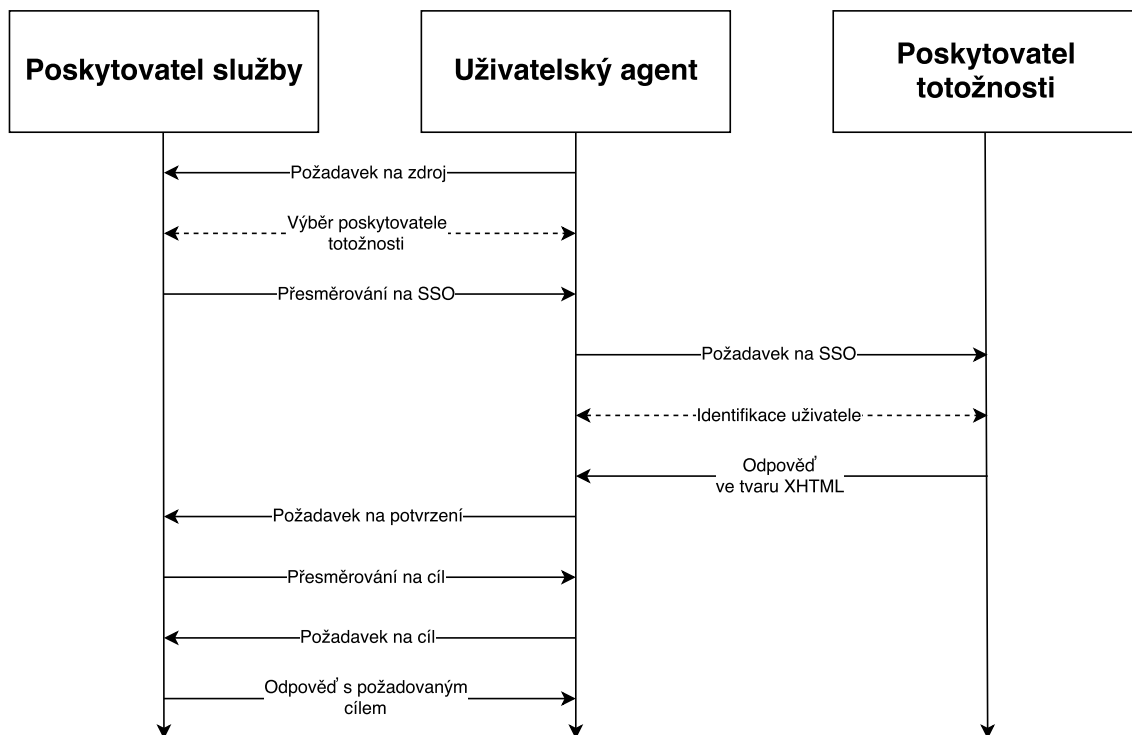 Poskytovatel služby
Uživatelský agent
Poskytovatel
totožnosti
Požadavek na zdroj
Výběr poskytovatele
totožnosti
Přesměrování na SSO
Požadavek na SSO
Identifikace uživatele
Odpověď
ve tvaru XHTML
Požadavek na potvrzení
Přesměrování na cíl
Požadavek na cíl
Odpověď s požadovaným
cílem